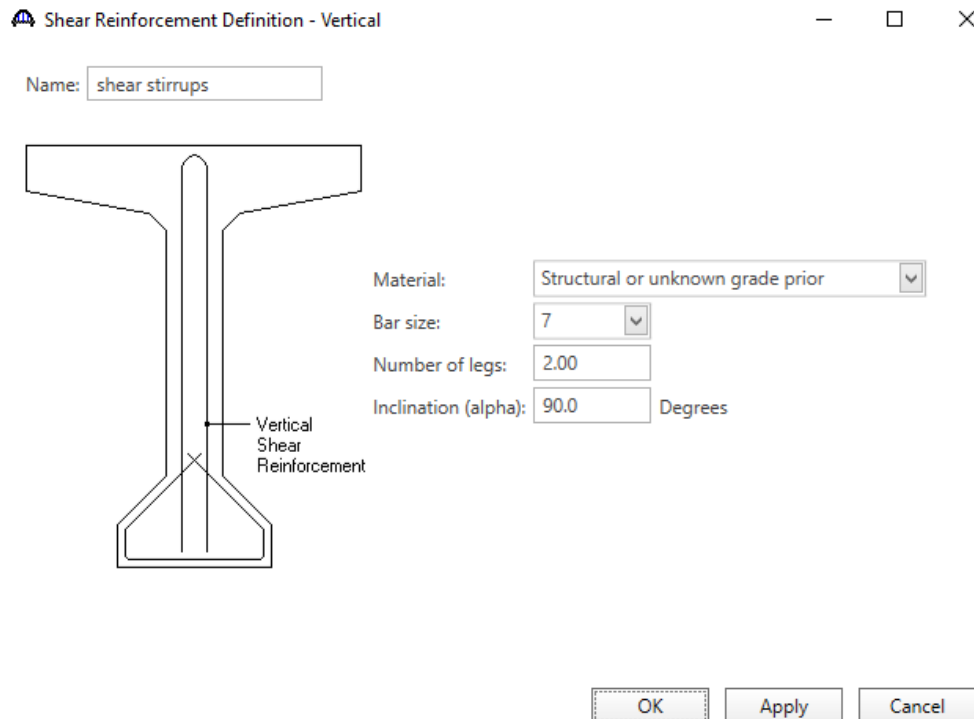 Shear Reinforcement Definition - Vertical
Name: shear stirrups
Material: Structural or unknown grade prior
Bar size: 7
Number of legs: 2.00
Inclination (alpha): 90.0 Degrees
Vertical
Shear
Reinforcement
OK Apply Cancel